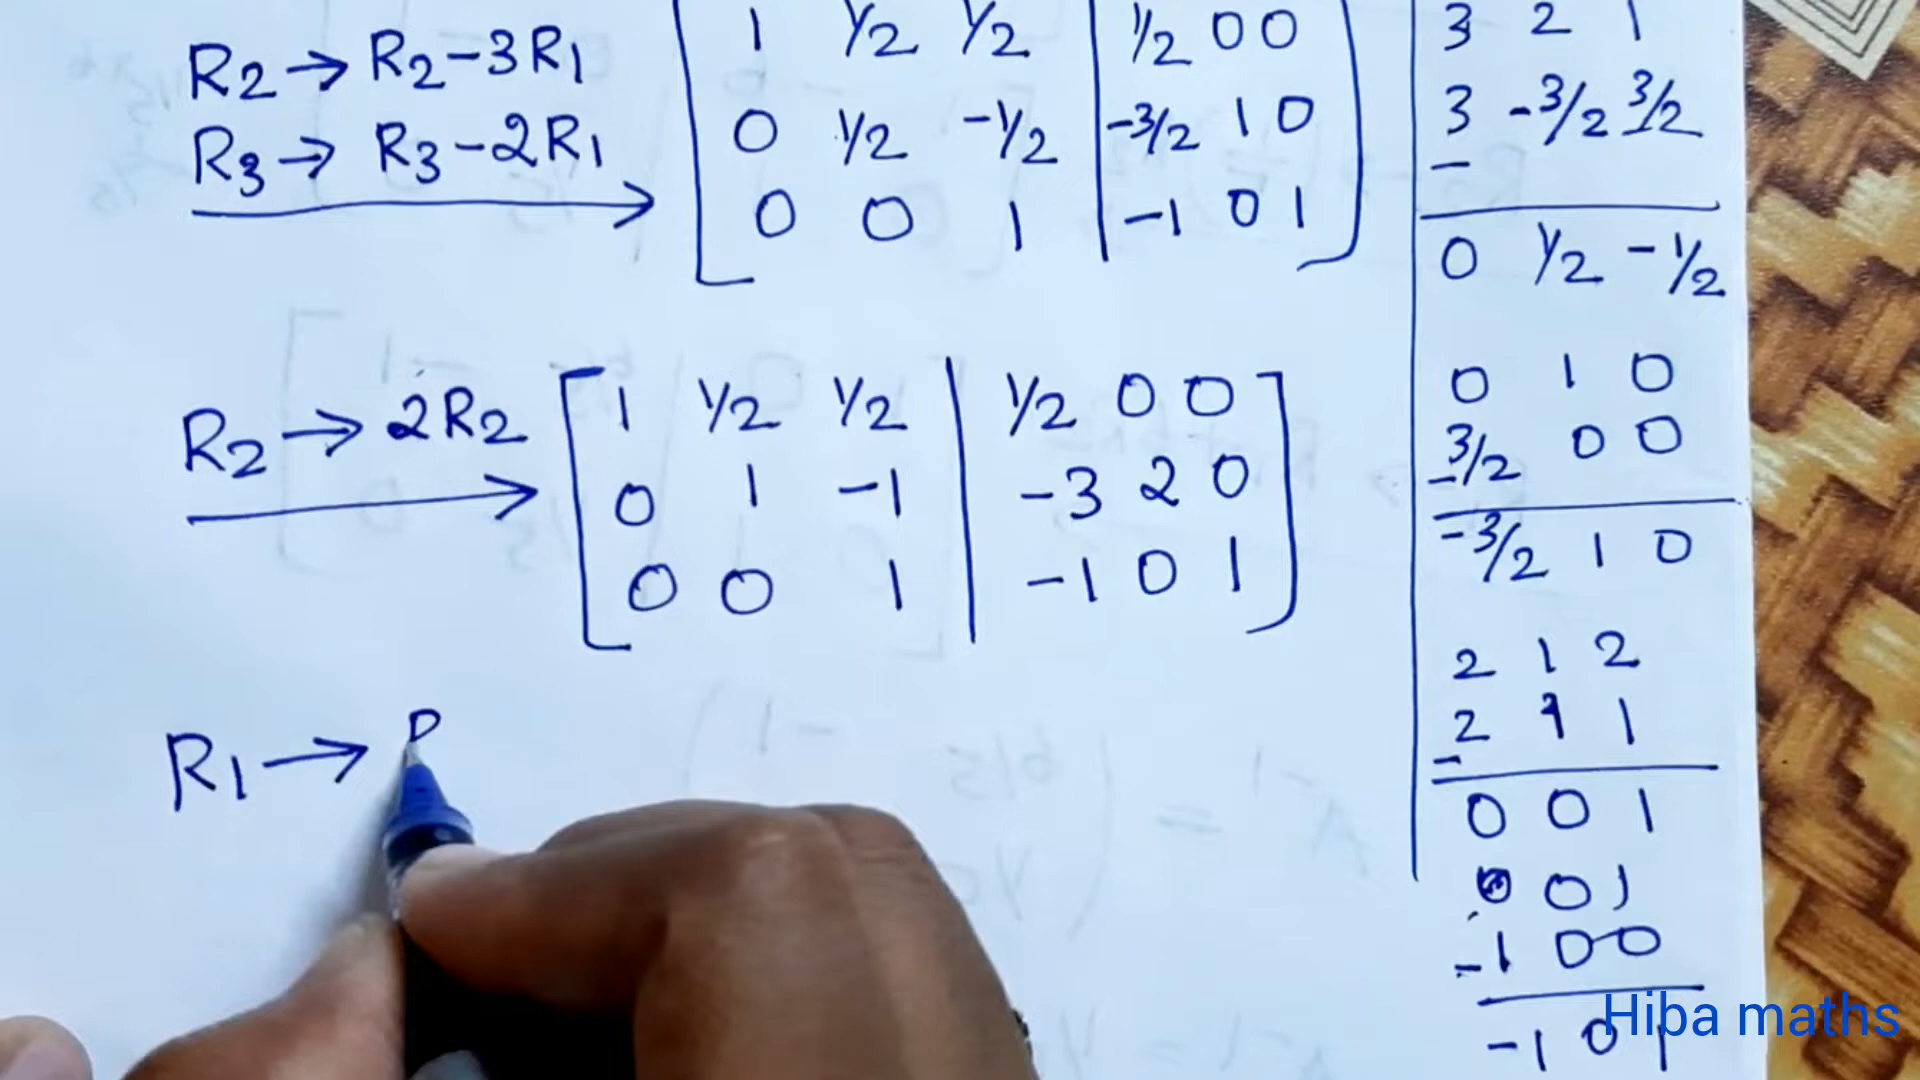 R2 → R2-3R1
R3 → R3-2R1
1 1/2 1/2 | 1/2 0 0
0 1/2 -1/2 | -3/2 1 0
0 0 1 | -1 0 1
R2 → 2R2
1 1/2 1/2 | 1/2 0 0
0 1 -1 | -3 2 0
0 0 1 | -1 0 1
R1 →
3 2 1
3 -3/2 3/2
-
0 1/2 -1/2
0 1 0
-3/2 0 0
-3/2 1 0
2 1 2
2 1 1
-
0 0 1
0 0 1
-1 0 0
-1 0 1
Hiba maths